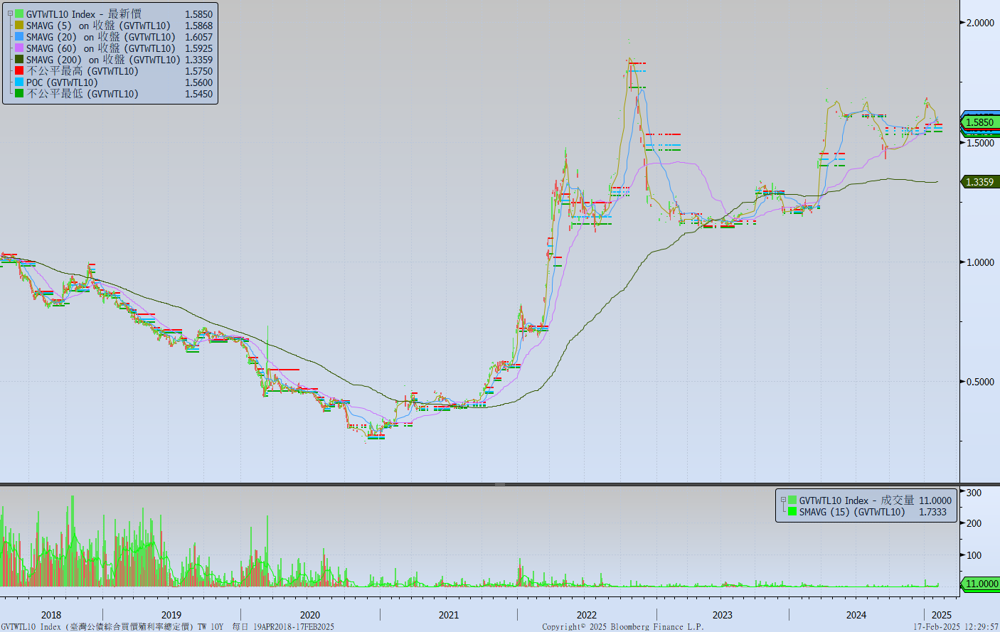 GVTWTL10 Index - 最新價 1.5850
SMAVG (5) on 收盤 (GVTWTL10) 1.5868
SMAVG (20) on 收盤 (GVTWTL10) 1.6057
SMAVG (60) on 收盤 (GVTWTL10) 1.5925
SMAVG (200) on 收盤 (GVTWTL10) 1.3359
不公平最高 (GVTWTL10) 1.5750
POC (GVTWTL10) 1.5600
不公平最低 (GVTWTL10) 1.5450
2.0000
1.5850
1.5000
1.3359
1.0000
0.5000
GVTWTL10 Index - 成交量 11.0000
SMAVG (15) (GVTWTL10) 1.7333
300
200
100
11.0000
2018 2019 2020 2021 2022 2023 2024 2025
GVTWTL10 Index (臺灣公債綜合買價殖利率總定價) TW 10Y 每日 19APR2018-17FEB2025 Copyright© 2025 Bloomberg Finance L.P. 17-Feb-2025 12:29:57